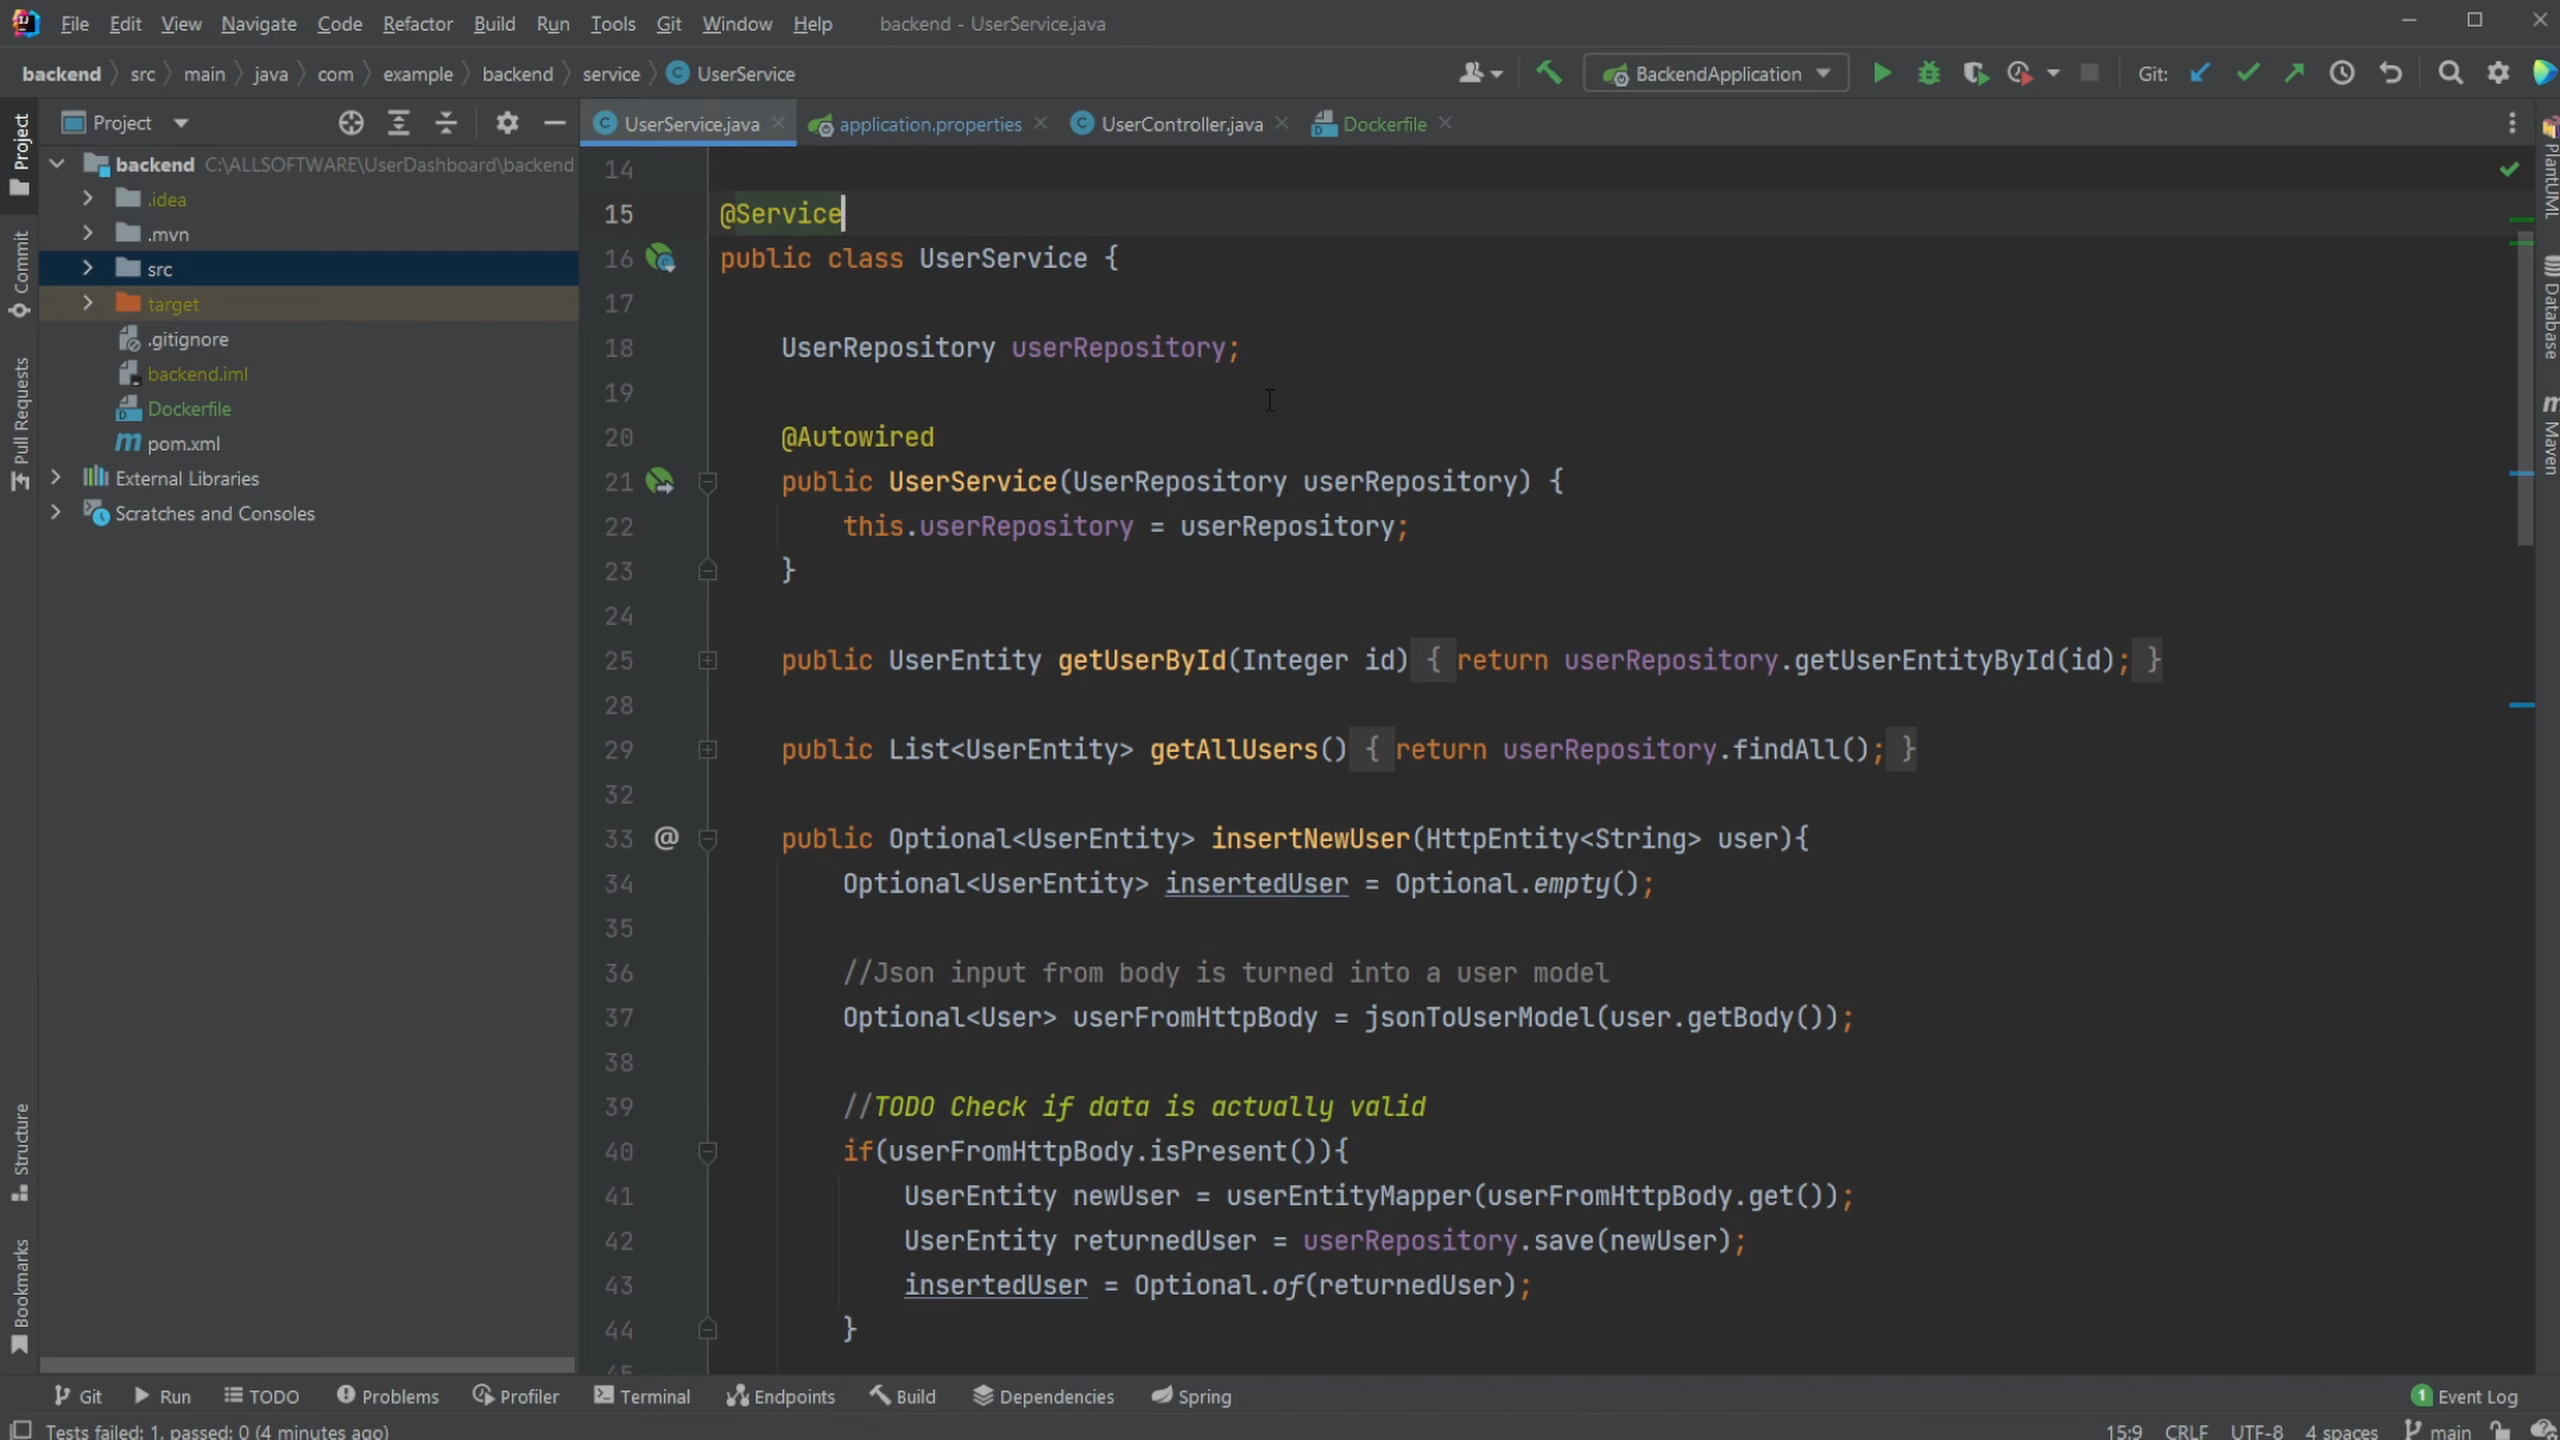 File Edit View Navigate Code Refactor Build Run Tools Git Window Help backend - UserService.java
backend src main java com example backend service UserService BackendApplication Git:
Project
UserService.java application.properties UserController.java Dockerfile
backend C:\ALLSOFTWARE\UserDashboard\backend
.idea
.mvn
src
target
.gitignore
backend.iml
Dockerfile
pom.xml
External Libraries
Scratches and Consoles
Project
Commit
Pull Requests
Structure
Bookmarks
14
15 @Service
16 public class UserService {
17
18 UserRepository userRepository;
19
20 @Autowired
21 public UserService(UserRepository userRepository) {
22 this.userRepository = userRepository;
23 }
24
25 public UserEntity getUserById(Integer id) { return userRepository.getUserEntityById(id); }
28
29 public List<UserEntity> getAllUsers() { return userRepository.findAll(); }
32
33 @ public Optional<UserEntity> insertNewUser(HttpEntity<String> user){
34 Optional<UserEntity> insertedUser = Optional.empty();
35
36 //Json input from body is turned into a user model
37 Optional<User> userFromHttpBody = jsonToUserModel(user.getBody());
38
39 //TODO Check if data is actually valid
40 if(userFromHttpBody.isPresent()){
41 UserEntity newUser = userEntityMapper(userFromHttpBody.get());
42 UserEntity returnedUser = userRepository.save(newUser);
43 insertedUser = Optional.of(returnedUser);
44 }
45
PlantUML
Database
Maven
Git Run TODO Problems Profiler Terminal Endpoints Build Dependencies Spring 1 Event Log
Tests failed: 1, passed: 0 (4 minutes ago) 15:9 CRLF UTF-8 4 spaces main